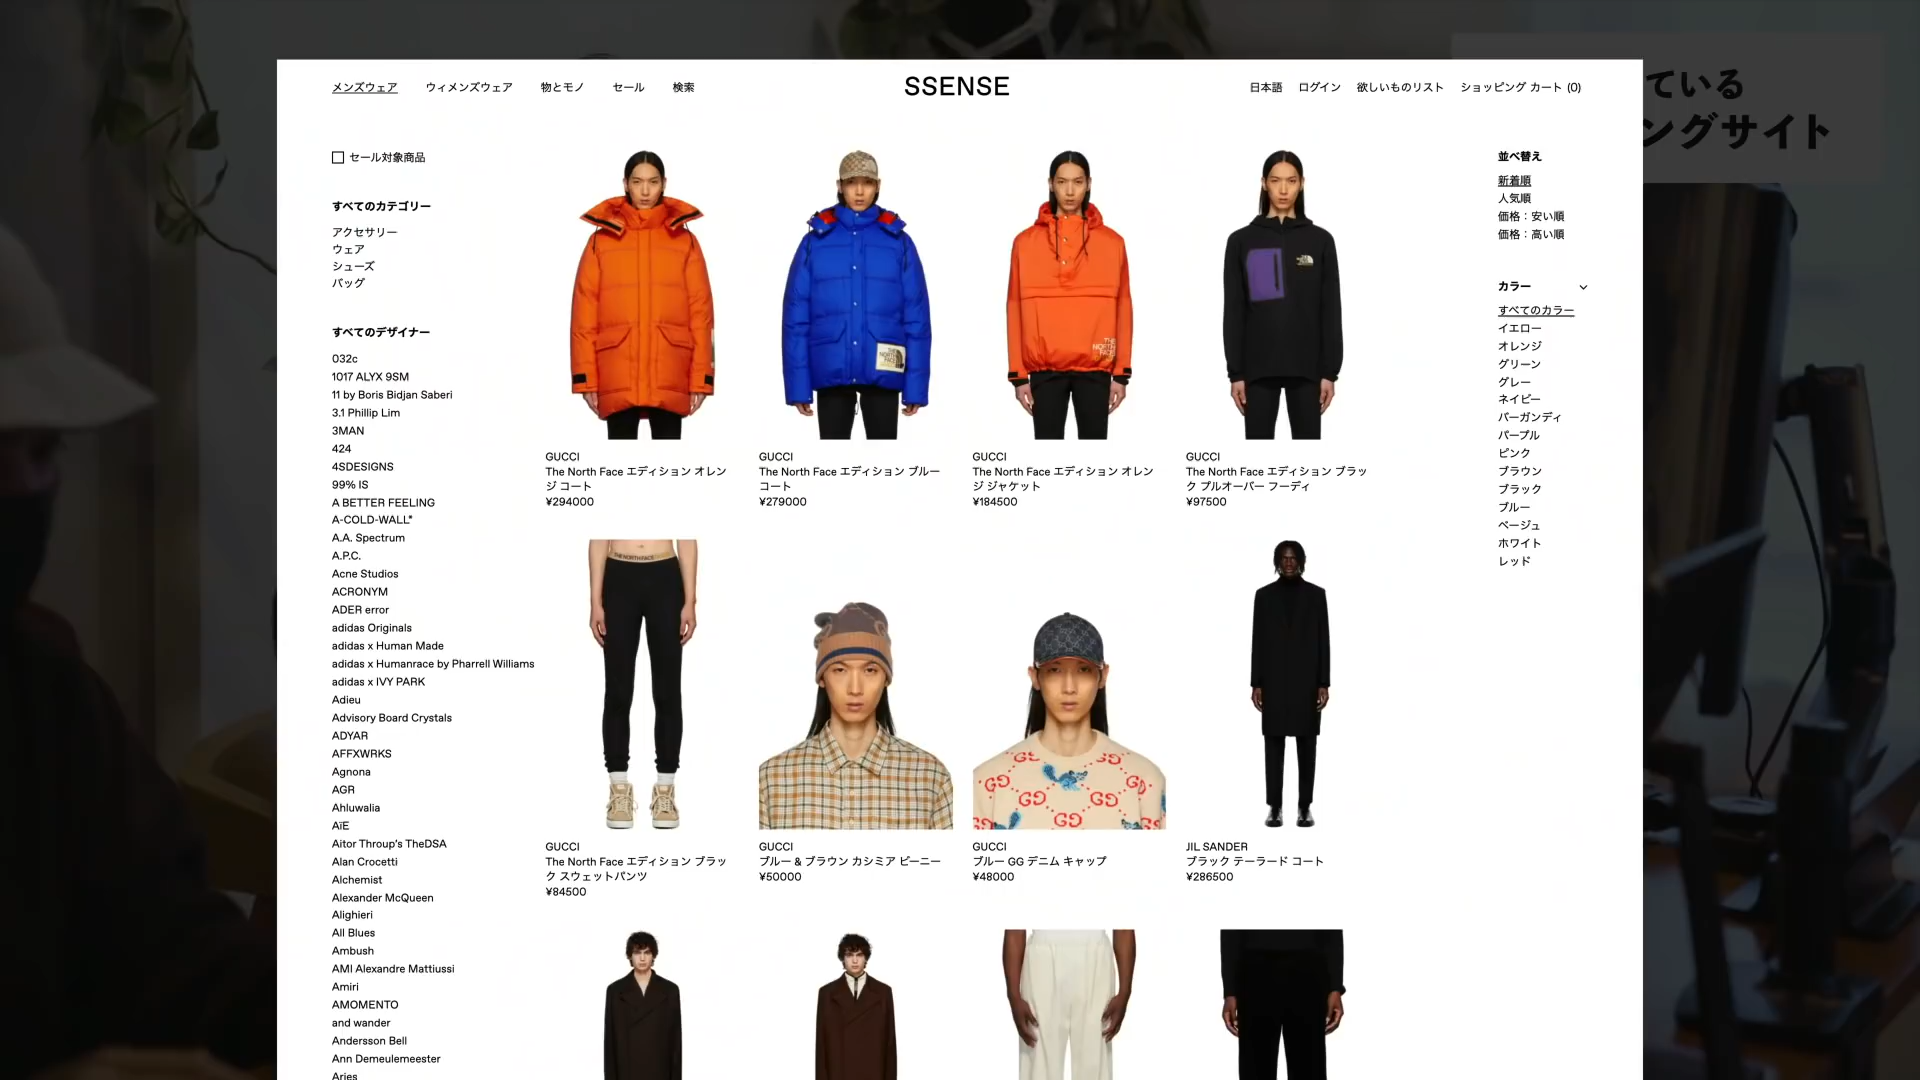 ている
ングサイト
メンズウェア ウィメンズウェア 物とモノ セール 検索
SSENSE
日本語 ログイン 欲しいものリスト ショッピング カート (0)
セール対象商品
すべてのカテゴリー
アクセサリー
ウェア
シューズ
バッグ
すべてのデザイナー
032c
1017 ALYX 9SM
11 by Boris Bidjan Saberi
3.1 Phillip Lim
3MAN
424
4SDESIGNS
99% IS
A BETTER FEELING
A-COLD-WALL*
A.A. Spectrum
A.P.C.
Acne Studios
ACRONYM
ADER error
adidas Originals
adidas x Human Made
adidas x Humanrace by Pharrell Williams
adidas x IVY PARK
Adieu
Advisory Board Crystals
ADYAR
AFFXWRKS
Agnona
AGR
Ahluwalia
AïE
Aitor Throup's TheDSA
Alan Crocetti
Alchemist
Alexander McQueen
Alighieri
All Blues
Ambush
AMI Alexandre Mattiussi
Amiri
AMOMENTO
and wander
Andersson Bell
Ann Demeulemeester
Aries
THE NORTH FACE
THE NORTH FACE
GUCCI
The North Face エディション オレン
ジ コート
¥294000
GUCCI
The North Face エディション ブルー
コート
¥279000
GUCCI
The North Face エディション オレン
ジ ジャケット
¥184500
GUCCI
The North Face エディション ブラッ
ク プルオーバー フーディ
¥97500
THE NORTH FACE
GUCCI
The North Face エディション ブラッ
ク スウェットパンツ
¥84500
GUCCI
ブルー & ブラウン カシミア ビーニー
¥50000
GUCCI
ブルー GG デニム キャップ
¥48000
JIL SANDER
ブラック テーラード コート
¥286500
並べ替え
新着順
人気順
価格：安い順
価格：高い順
カラー
すべてのカラー
イエロー
オレンジ
グリーン
グレー
ネイビー
バーガンディ
パープル
ピンク
ブラウン
ブラック
ブルー
ベージュ
ホワイト
レッド